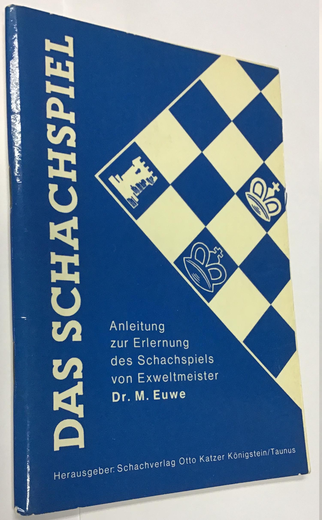 DAS SCHACHSPIEL
Anleitung
zur Erlernung
des Schachspiels
von Exweltmeister
Dr. M. Euwe
Herausgeber: Schachverlag Otto Katzer Königstein/Taunus